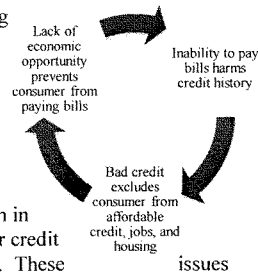 ng
Lack of
economic
opportunity
prevents
consumer from
paying bills
Inability to pay
bills harms
credit history
Bad credit
excludes
consumer from
affordable
credit, jobs, and
housing
n in
r credit
. These issues